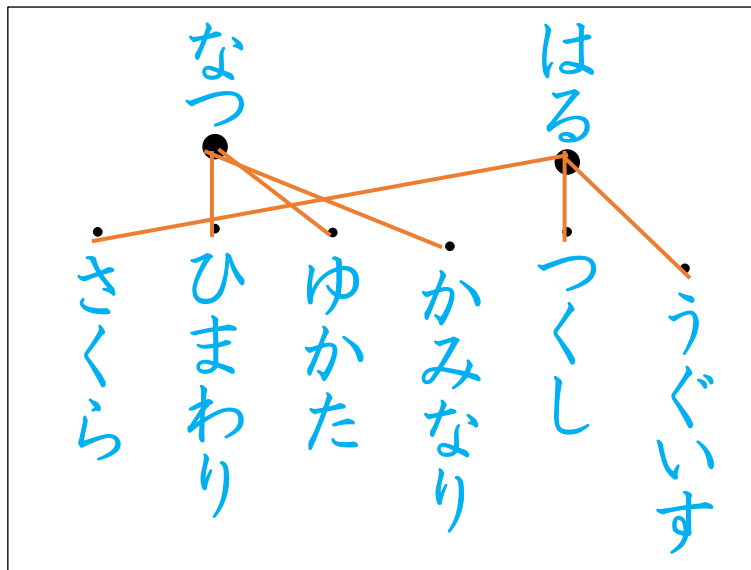 はる
なつ
うぐいす
つくし
かみなり
ゆかた
ひまわり
さくら